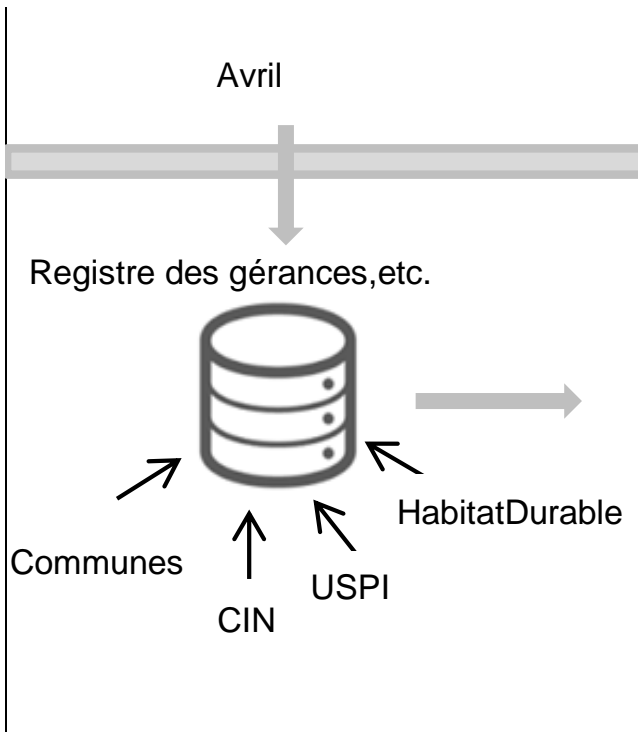 Avril
Registre des gérances,etc.
HabitatDurable
Communes
USPI
CIN